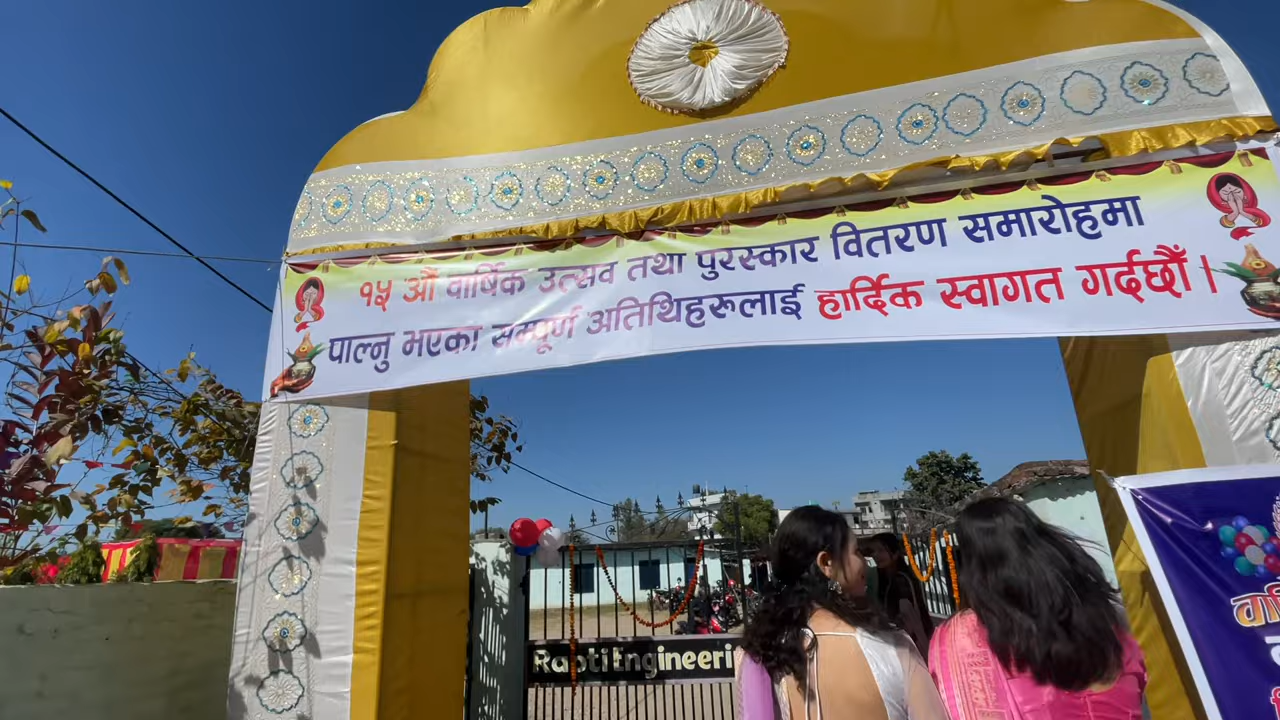 १५ औं वार्षिक उत्सव तथा पुरस्कार वितरण समारोहमा
पाल्नु भएका सम्पूर्ण अतिथिहरूलाई हार्दिक स्वागत गर्दछौँ ।
Rapti Engineeri